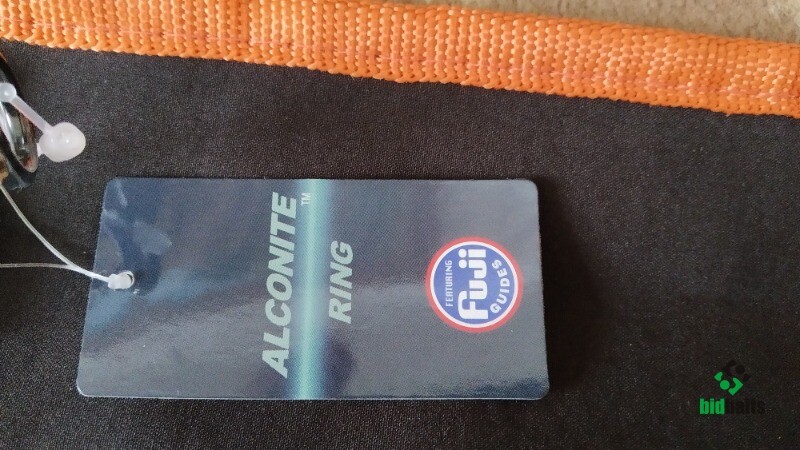 ALCONITE™
RING
FEATURING
Fuji
GUIDES
bidbaits